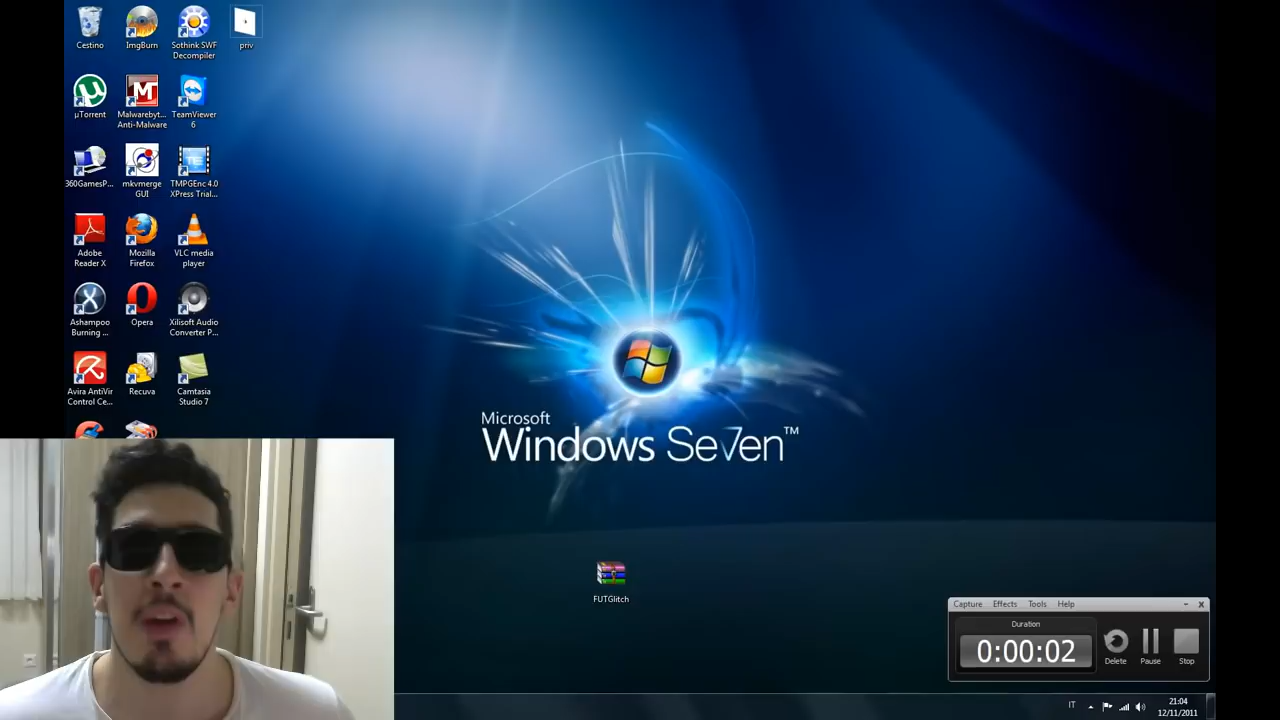 Cestino
ImgBurn
Sothink SWF
Decompiler
priv
µTorrent
Malwarebyt...
Anti-Malware
TeamViewer
6
360GamesP...
mkvmerge
GUI
TMPGEnc 4.0
XPress Trial...
Adobe
Reader X
Mozilla
Firefox
VLC media
player
Ashampoo
Burning ...
Opera
Xilisoft Audio
Converter P...
Avira AntiVir
Control Ce...
Recuva
Camtasia
Studio 7
Microsoft
Windows Se7en™
FUTGlitch
Capture Effects Tools Help
Duration
0:00:02
Delete Pause Stop
IT
21:04
12/11/2011